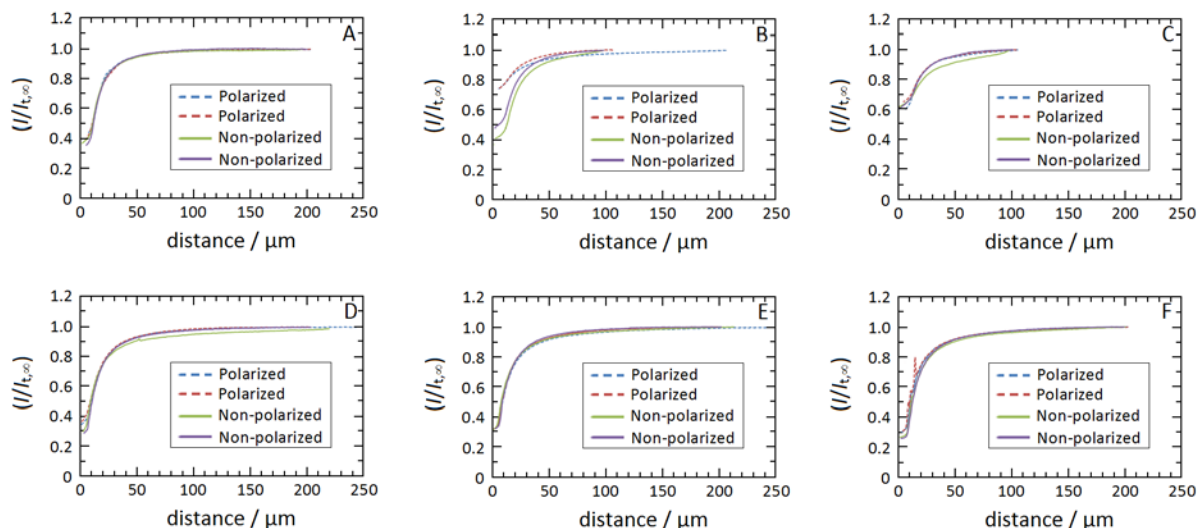 A
(I/It,∞)
1.2
1.0
0.8
0.6
0.4
0.2
0
Polarized
Polarized
Non-polarized
Non-polarized
0 50 100 150 200 250
distance / μm
B
(I/It,∞)
1.2
1.0
0.8
0.6
0.4
0.2
0
Polarized
Polarized
Non-polarized
Non-polarized
0 50 100 150 200 250
distance / μm
C
(I/It,∞)
1.2
1.0
0.8
0.6
0.4
0.2
0
Polarized
Polarized
Non-polarized
Non-polarized
0 50 100 150 200 250
distance / μm
D
(I/It,∞)
1.2
1.0
0.8
0.6
0.4
0.2
0
Polarized
Polarized
Non-polarized
Non-polarized
0 50 100 150 200 250
distance / μm
E
(I/It,∞)
1.2
1.0
0.8
0.6
0.4
0.2
0
Polarized
Polarized
Non-polarized
Non-polarized
0 50 100 150 200 250
distance / μm
F
(I/It,∞)
1.2
1.0
0.8
0.6
0.4
0.2
0
Polarized
Polarized
Non-polarized
Non-polarized
0 50 100 150 200 250
distance / μm